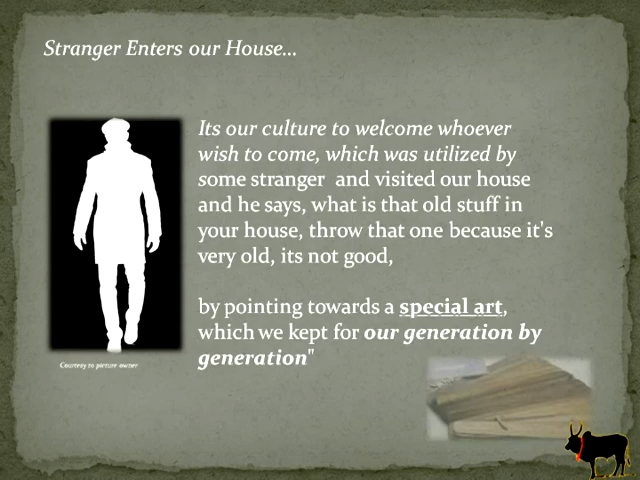 Stranger Enters our House...
Its our culture to welcome whoever
wish to come, which was utilized by
some stranger and visited our house
and he says, what is that old stuff in
your house, throw that one because it's
very old, its not good,
by pointing towards a special art,
which we kept for our generation by
generation"
Courtesy to picture owner